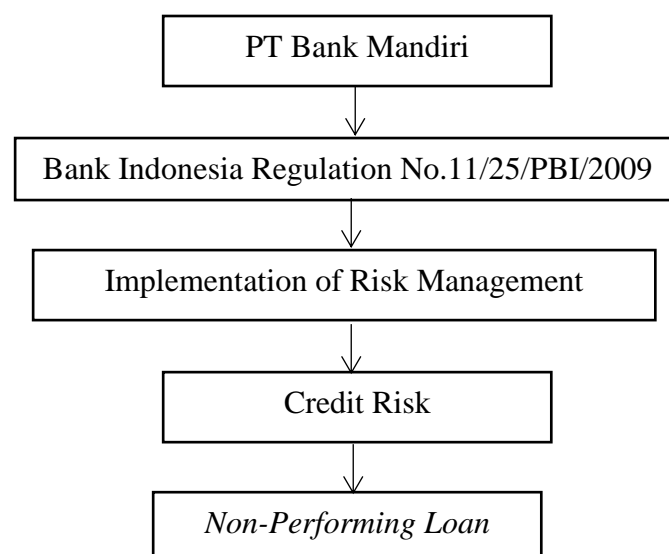 PT Bank Mandiri
Bank Indonesia Regulation No.11/25/PBI/2009
Implementation of Risk Management
Credit Risk
Non-Performing Loan